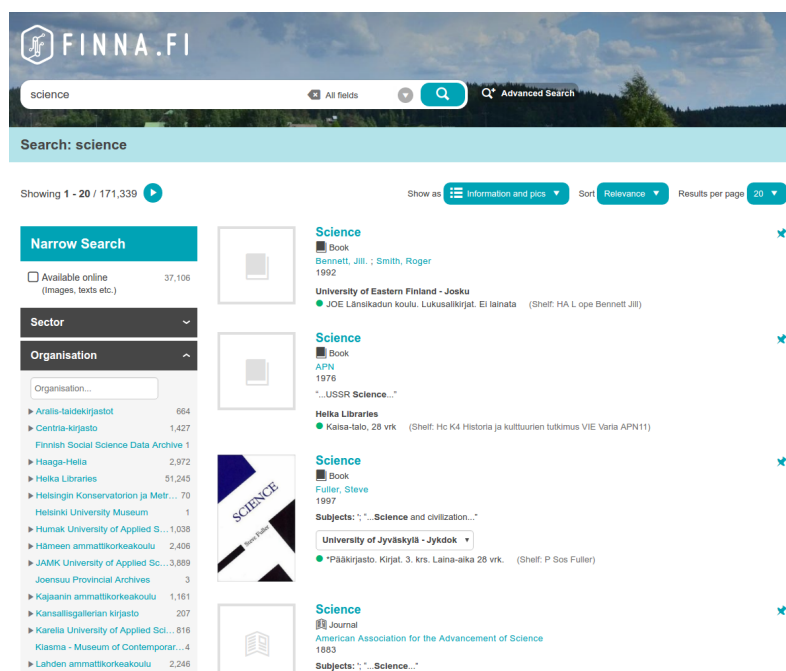 FINNA.FI
science
All fields
Advanced Search
Search: science
Showing 1 - 20 / 171,339
Show as
Information and pics
Sort
Relevance
Results per page
20
Narrow Search
Available online 37,106
(Images, texts etc.)
Sector
Organisation
Organisation...
Aralis-taidekirjastot 664
Centria-kirjasto 1,427
Finnish Social Science Data Archive 1
Haaga-Helia 2,972
Helka Libraries 51,245
Helsingin Konservatorion ja Metr... 70
Helsinki University Museum 1
Humak University of Applied S... 1,038
Hämeen ammattikorkeakoulu 2,406
JAMK University of Applied Sc... 3,889
Joensuu Provincial Archives 3
Kajaanin ammattikorkeakoulu 1,161
Kansallisgallerian kirjasto 207
Karelia University of Applied Sci... 816
Kiasma - Museum of Contemporar... 4
Lahden ammattikorkeakoulu 2,246
Science
Book
Bennett, Jill. ; Smith, Roger
1992
University of Eastern Finland - Josku
JOE Länsikadun koulu. Lukusalikirjat. Ei lainata (Shelf: HA L ope Bennett Jill)
Science
Book
APN
1976
"...USSR Science..."
Helka Libraries
Kaisa-talo, 28 vrk (Shelf: Hc K4 Historia ja kulttuurien tutkimus VIE Varia APN11)
SCIENCE
Steve Fuller
Science
Book
Fuller, Steve
1997
Subjects: '; "...Science and civilization..."
University of Jyväskylä - Jykdok
*Pääkirjasto. Kirjat. 3. krs. Laina-aika 28 vrk. (Shelf: P Sos Fuller)
Science
Journal
American Association for the Advancement of Science
1883
Subjects: '; "...Science..."